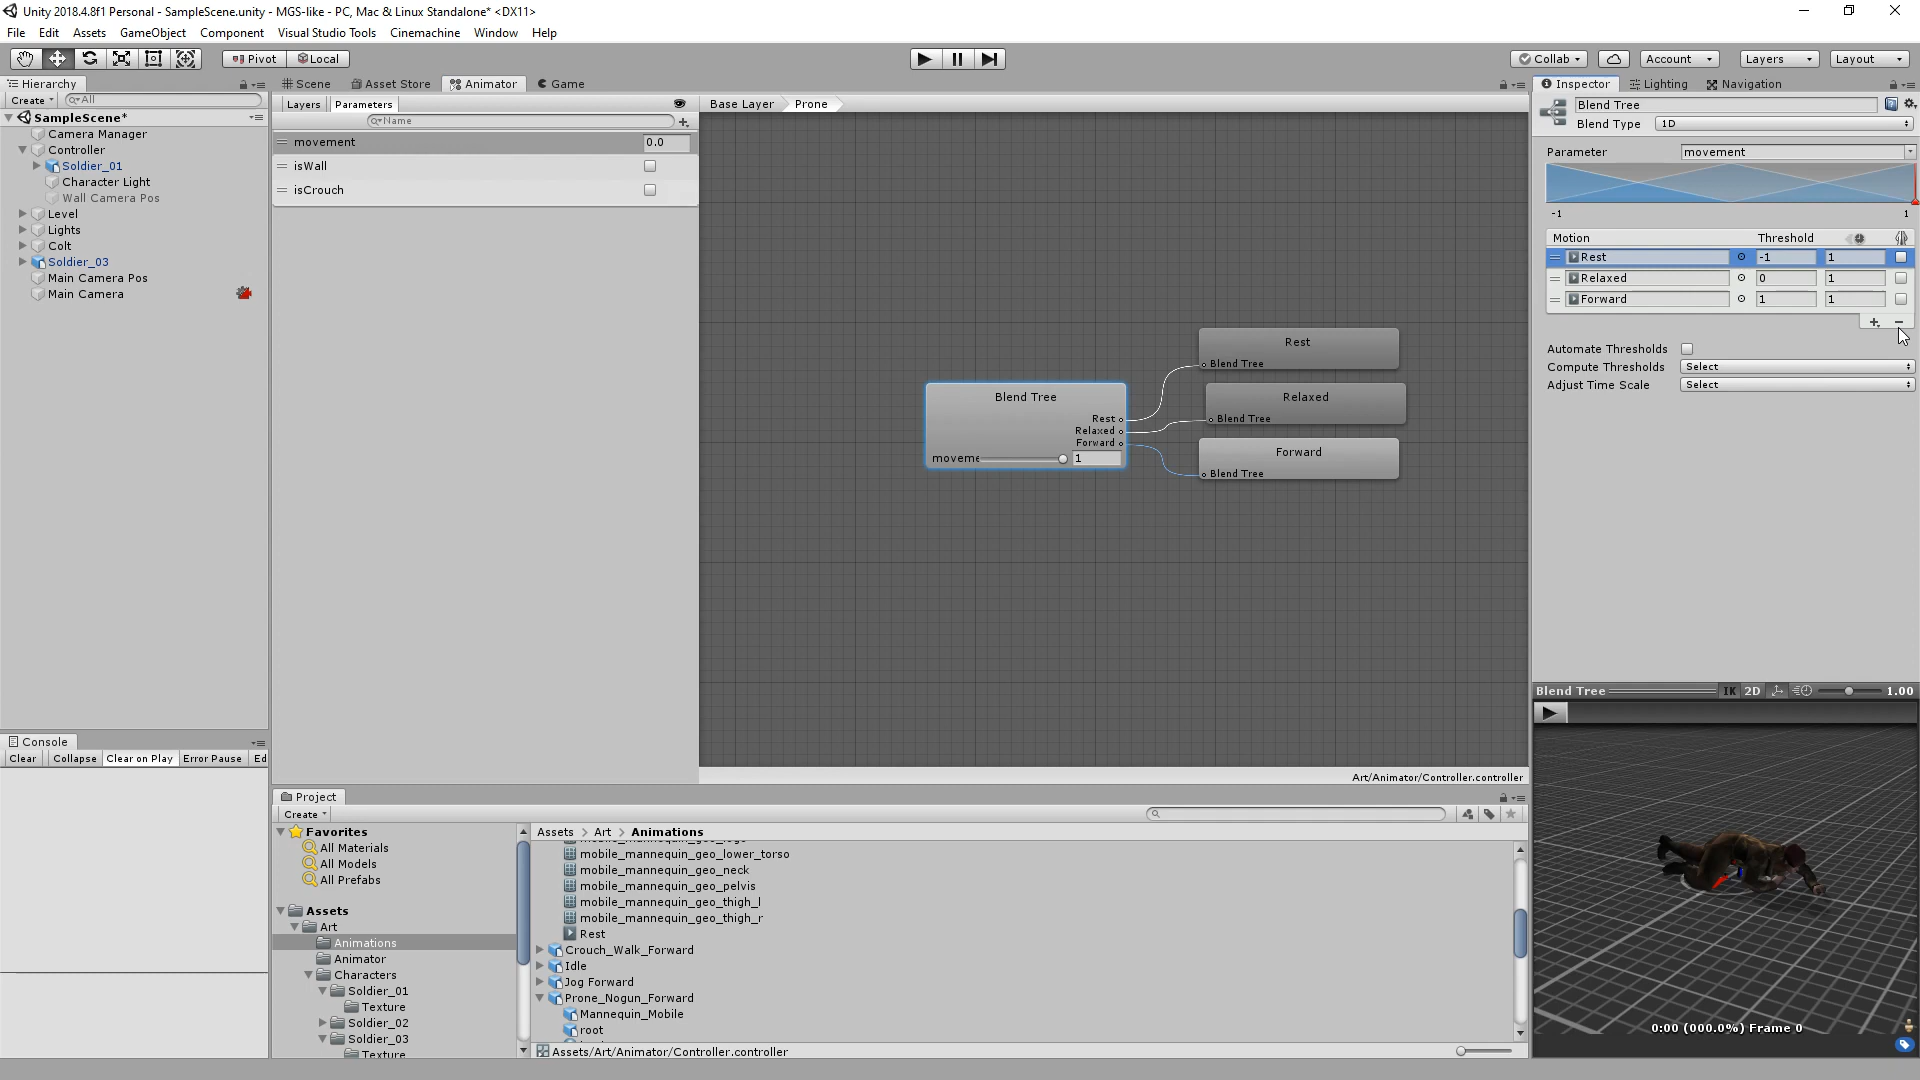 Unity 2018.4.8f1 Personal - SampleScene.unity - MGS-like - PC, Mac & Linux Standalone* <DX11>
File Edit Assets GameObject Component Visual Studio Tools Cinemachine Window Help
Pivot Local Collab Account Layers Layout
Hierarchy Scene Asset Store Animator Game Inspector Lighting Navigation
Create All
Layers Parameters
Base Layer Prone
Blend Tree
Name
Blend Type 1D
SampleScene*
Camera Manager
Controller
Soldier_01
Character Light
Wall Camera Pos
Level
Lights
Colt
Soldier_03
Main Camera Pos
Main Camera
movement 0.0
isWall
isCrouch
Parameter movement
-1 1
Motion Threshold
Rest -1 1
Relaxed 0 1
Forward 1 1
Automate Thresholds
Compute Thresholds Select
Adjust Time Scale Select
Rest
Blend Tree
Relaxed
Blend Tree
Forward
Blend Tree
Blend Tree
Rest
Relaxed
Forward
moveme 1
Art/Animator/Controller.controller
Console
Clear Collapse Clear on Play Error Pause Ed
Project
Create
Favorites
All Materials
All Models
All Prefabs
Assets
Art
Animations
Animator
Characters
Soldier_01
Texture
Soldier_02
Soldier_03
Texture
Assets > Art > Animations
mobile_mannequin_geo_lower_torso
mobile_mannequin_geo_neck
mobile_mannequin_geo_pelvis
mobile_mannequin_geo_thigh_l
mobile_mannequin_geo_thigh_r
Rest
Crouch_Walk_Forward
Idle
Jog Forward
Prone_Nogun_Forward
Mannequin_Mobile
root
Assets/Art/Animator/Controller.controller
Blend Tree IK 2D 1.00
0:00 (000.0%) Frame 0